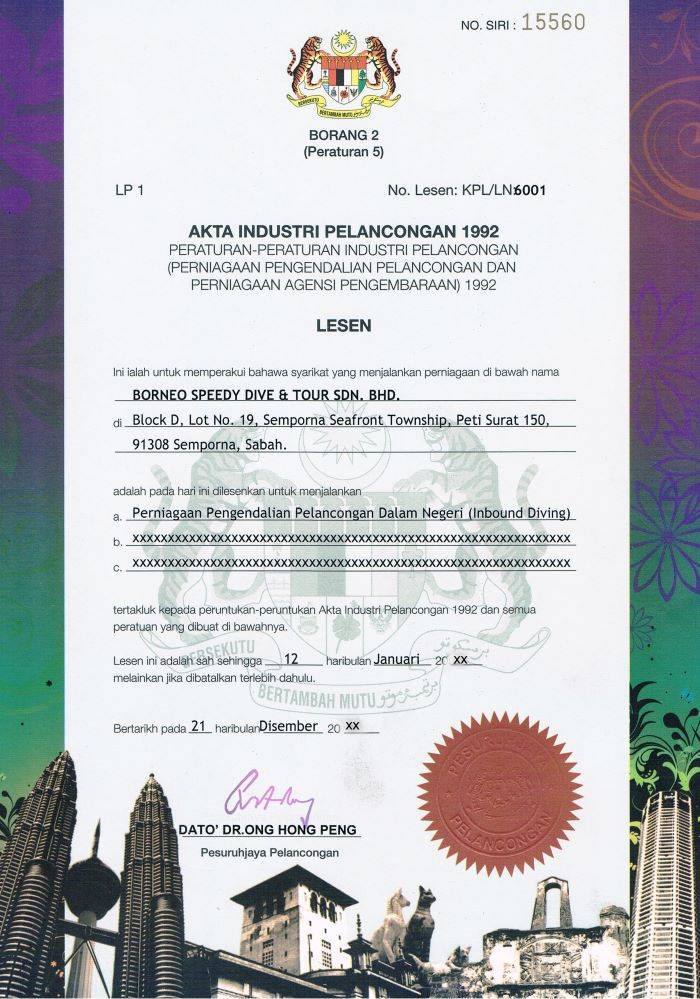 NO. SIRI : 15560
BERSEKUTU
BERTAMBAH MUTU
BORANG 2
(Peraturan 5)
LP 1
No. Lesen: KPL/LN:6001
AKTA INDUSTRI PELANCONGAN 1992
PERATURAN-PERATURAN INDUSTRI PELANCONGAN
(PERNIAGAAN PENGENDALIAN PELANCONGAN DAN
PERNIAGAAN AGENSI PENGEMBARAAN) 1992
LESEN
Ini ialah untuk memperakui bahawa syarikat yang menjalankan perniagaan di bawah nama
BORNEO SPEEDY DIVE & TOUR SDN. BHD.
di Block D, Lot No. 19, Semporna Seafront Township, Peti Surat 150,
91308 Semporna, Sabah.
adalah pada hari ini dilesenkan untuk menjalankan
a. Perniagaan Pengendalian Pelancongan Dalam Negeri (Inbound Diving)
b. xxxxxxxxxxxxxxxxxxxxxxxxxxxxxxxxxxxxxxxxxxxxxxxxxxxxxxxxxxxxxx
c. xxxxxxxxxxxxxxxxxxxxxxxxxxxxxxxxxxxxxxxxxxxxxxxxxxxxxxxxxxxxxx
tertakluk kepada peruntukan-peruntukan Akta Industri Pelancongan 1992 dan semua
peratuan yang dibuat di bawahnya.
BERSEKUTU
Lesen ini adalah sah sehingga 12 haribulan Januari 20 xx
melainkan jika dibatalkan terlebih dahulu.
BERTAMBAH MUTU
Bertarikh pada 21 haribulan Disember 20 xx
PESURUHJAYA
PELANCONGAN
DATO' DR.ONG HONG PENG
Pesuruhjaya Pelancongan